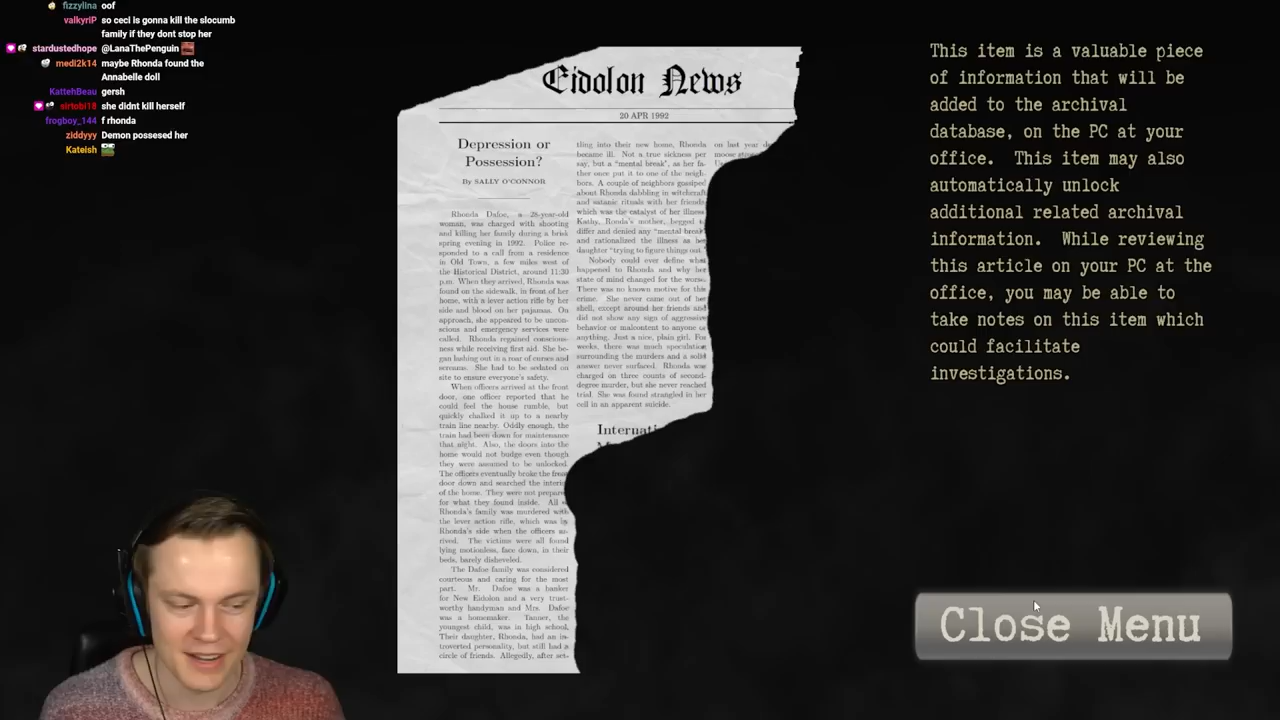 fizzylina oof
valkyriP so ceci is gonna kill the slocumb
family if they dont stop her
stardustedhope @LanaThePenguin
medi2k14 maybe Rhonda found the
Annabelle doll
KattehBeau gersh
sirtobi18 she didnt kill herself
frogboy_144 f rhonda
ziddyyy Demon possesed her
Kateish
Eidolon News
20 APR 1992
Depression or
Possession?
By SALLY O'CONNOR
Rhonda Dafoe, a 28-year-old
woman, was charged with shooting
and killing her family during a brisk
spring evening in 1992. Police re-
sponded to a call from a residence
in Old Town, a few miles west of
the Historical District, around 11:30
p.m. When they arrived, Rhonda was
found on the sidewalk, in front of her
home, with a lever action rifle by her
side and blood on her pajamas. On
approach, she appeared to be uncon-
scious and emergency services were
called. Rhonda regained conscious-
ness while receiving first aid. She be-
gan lashing out in a roar of curses and
screams. She had to be sedated on
site to ensure everyone's safety.
When officers arrived at the front
door, one officer reported that he
could feel the house rumble, but
quickly chalked it up to a nearby
train line nearby. Oddly enough, the
train had been down for maintenance
that night. Also, the doors into the
home would not budge even though
they were assumed to be unlocked.
The officers eventually broke the front
door down and searched the interior
of the home. They were not prepared
for what they found inside. All
Rhonda's family was murdered with
the lever action rifle, which was by
Rhonda's side when the officers ar-
rived. The victims were all found
lying motionless, face down, in their
beds, barely disheveled.
The Dafoe family was considered
courteous and caring for the most
part. Mr. Dafoe was a banker
for New Eidolon and a very trust-
worthy handyman and Mrs. Dafoe
was a homemaker. Tanner, the
youngest child, was in high school,
Their daughter, Rhonda, had an in-
troverted personality, but still had a
circle of friends. Allegedly, after set-
tling into their new home, Rhonda
became ill. Not a true sickness per
say, but a "mental break", as her fa-
ther once put it to one of the neigh-
bors. A couple of neighbors gossiped
about Rhonda dabbling in witchcraft
and satanic rituals with her friends,
which was the catalyst of her illness.
Kathy, Ronda's mother, begged to
differ and denied any "mental break"
and rationalized the illness as her
daughter "trying to figure things out."
Nobody could ever define what
happened to Rhonda and why her
state of mind changed for the worse.
There was no known motive for this
crime. She never came out of her
shell, except around her friends and
did not show any sign of aggressive
behavior or malcontent to anyone or
anything. Just a nice, plain girl. For
weeks, there was much speculation
surrounding the murders and a solid
answer never surfaced. Rhonda was
charged on three counts of second-
degree murder, but she never reached
trial. She was found strangled in her
cell in an apparent suicide.
on last year
moose
Internati
This item is a valuable piece
of information that will be
added to the archival
database, on the PC at your
office. This item may also
automatically unlock
additional related archival
information. While reviewing
this article on your PC at the
office, you may be able to
take notes on this item which
could facilitate
investigations.
Close Menu